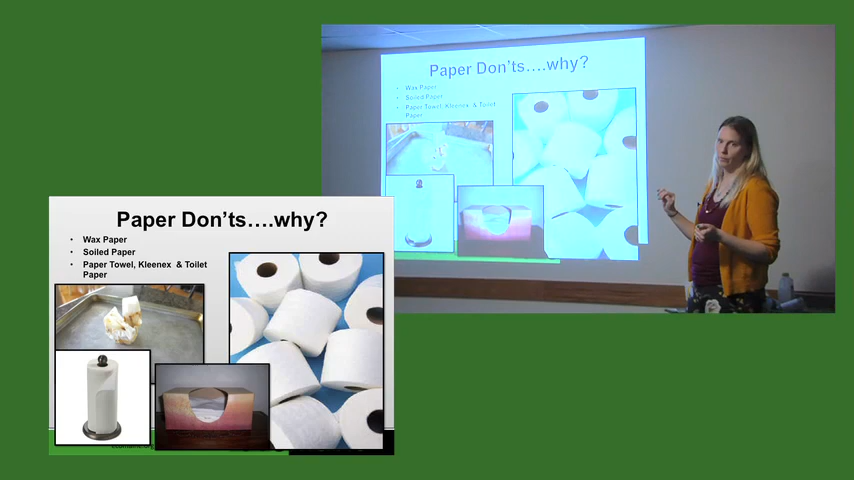 Paper Don'ts....why?
• Wax Paper
• Soiled Paper
• Paper Towel, Kleenex & Toilet
Paper
Paper Don'ts....why?
• Wax Paper
• Soiled Paper
• Paper Towel, Kleenex & Toilet
Paper